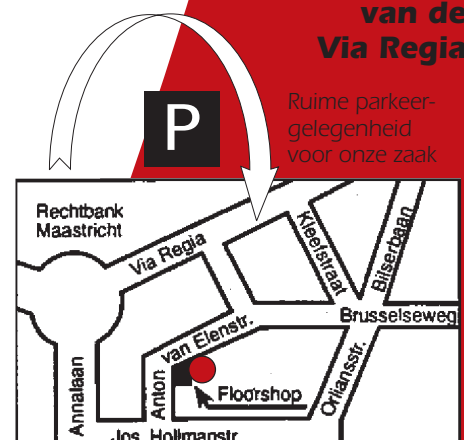 van de
Via Regia
Ruime parkeer-
gelegenheid
voor onze zaak
P
Rechtbank
Maastricht
Via Regia
Kleefstraat
Bilserbaan
Brusselseweg
van Elenstr.
Anton
Annalaan
Floorshop
Orliansstr.
Jos. Hollmanstr.